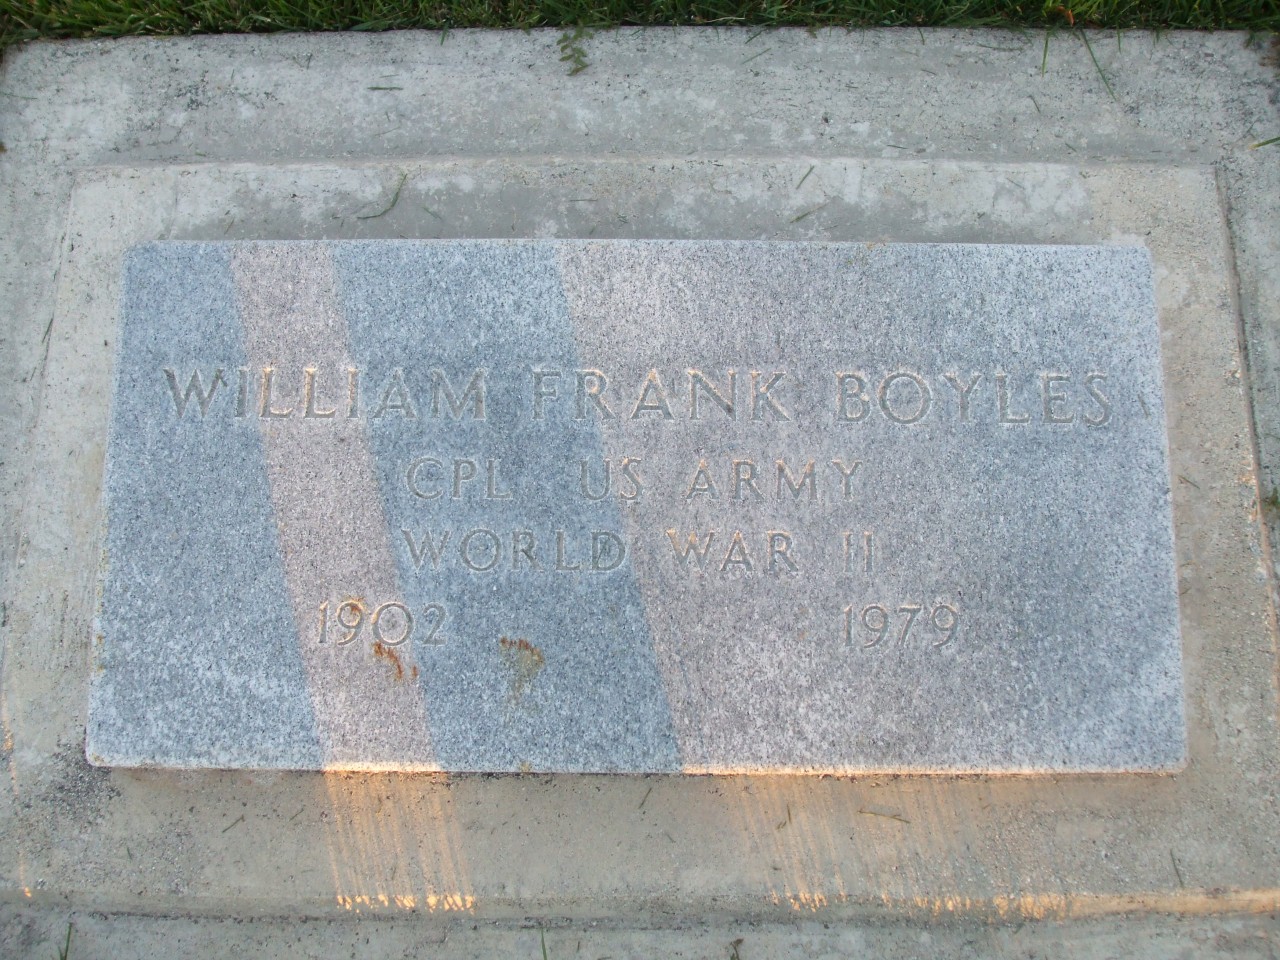 WILLIAM FRANK BOYLES
CPL US ARMY
WORLD WAR II
1902 1979